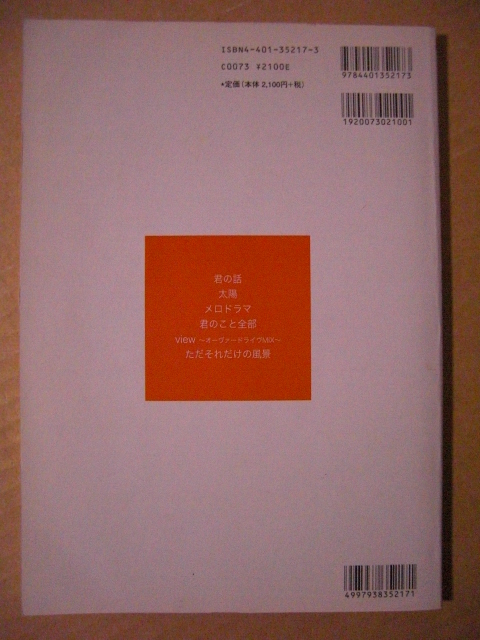 ISBN4-401-35217-3
C0073 ¥2100E
•定価(本体 2,100円+税)
9784401352173
1920073021001
君の話
太陽
メロドラマ
君のこと全部
view ～オーヴァードライヴMIX～
ただそれだけの風景
4997938352171